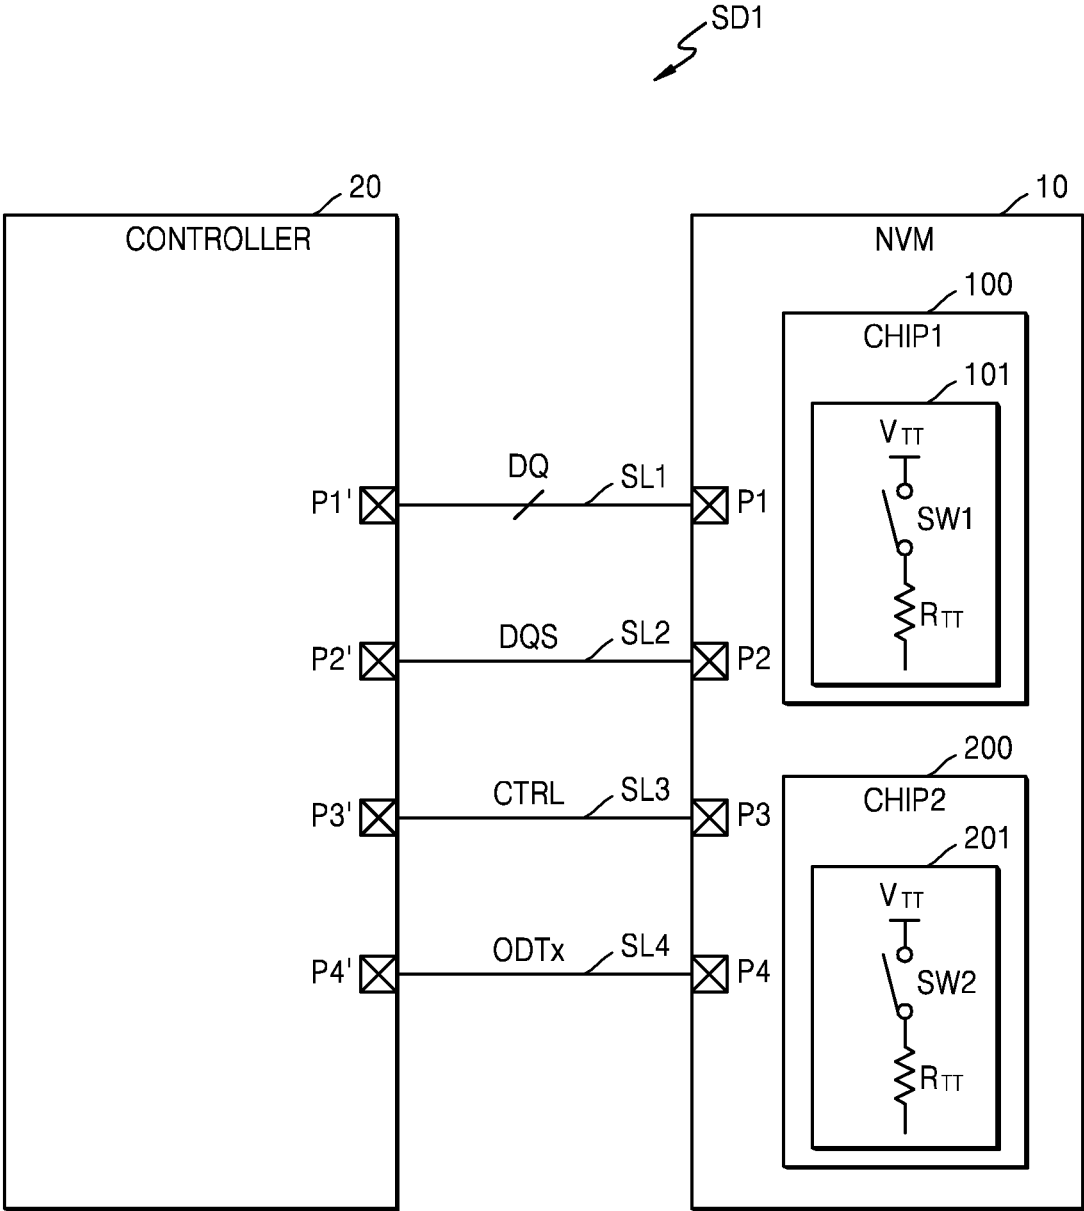 SD1
20
10
CONTROLLER
NVM
100
CHIP1
101
VTT
SW1
RTT
DQ
SL1
P1'
P1
DQS
SL2
P2'
P2
200
CHIP2
CTRL
SL3
P3'
P3
201
VTT
SW2
RTT
ODTx
SL4
P4'
P4